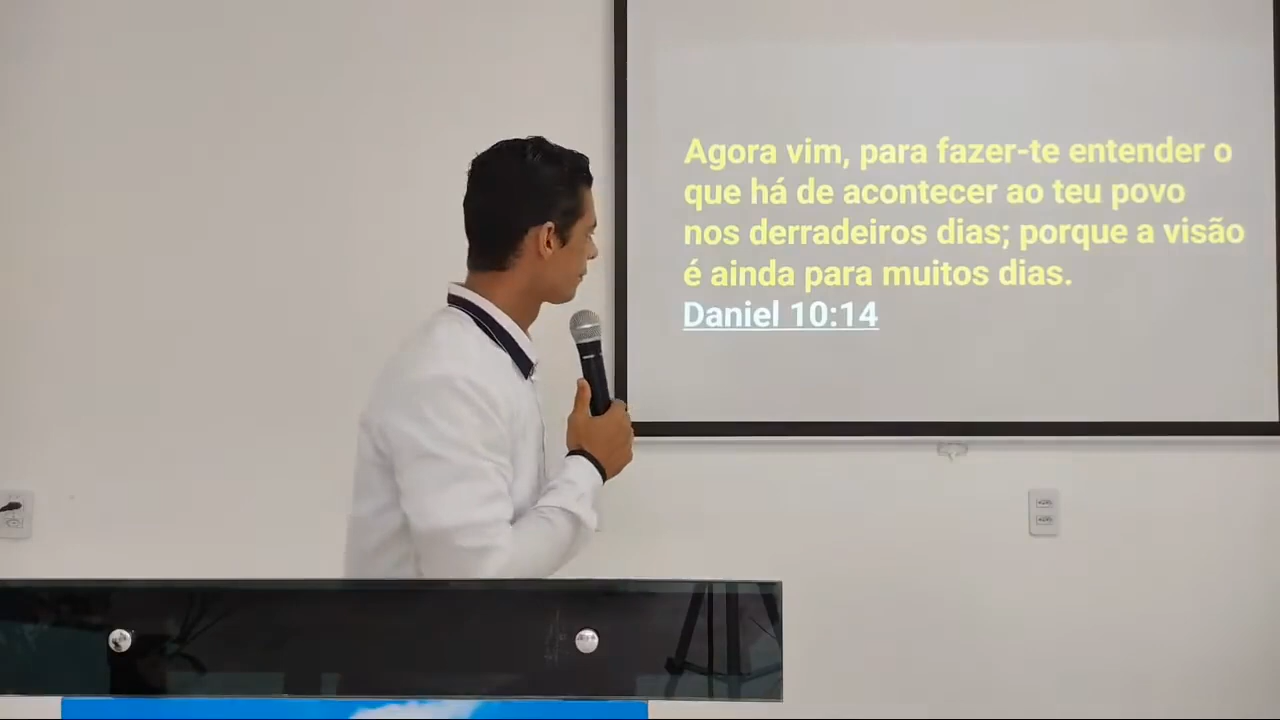 Agora vim, para fazer-te entender o
que há de acontecer ao teu povo
nos derradeiros dias; porque a visão
é ainda para muitos dias.
Daniel 10:14